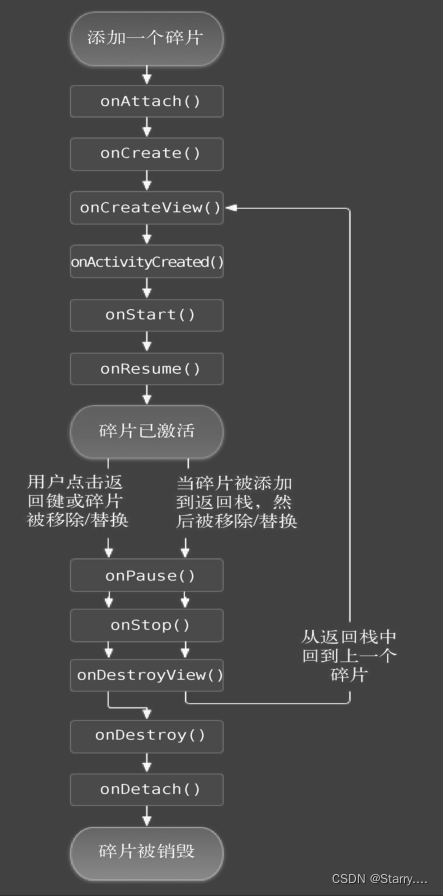 添加一个碎片
onAttach()
onCreate()
onCreateView()
onActivityCreated()
onStart()
onResume()
碎片已激活
用户点击返
回键或碎片
被移除/替换
当碎片被添加
到返回栈，然
后被移除/替换
onPause()
onStop()
onDestroyView()
从返回栈中
回到上一个
碎片
onDestroy()
onDetach()
碎片被销毁
CSDN @Starry....